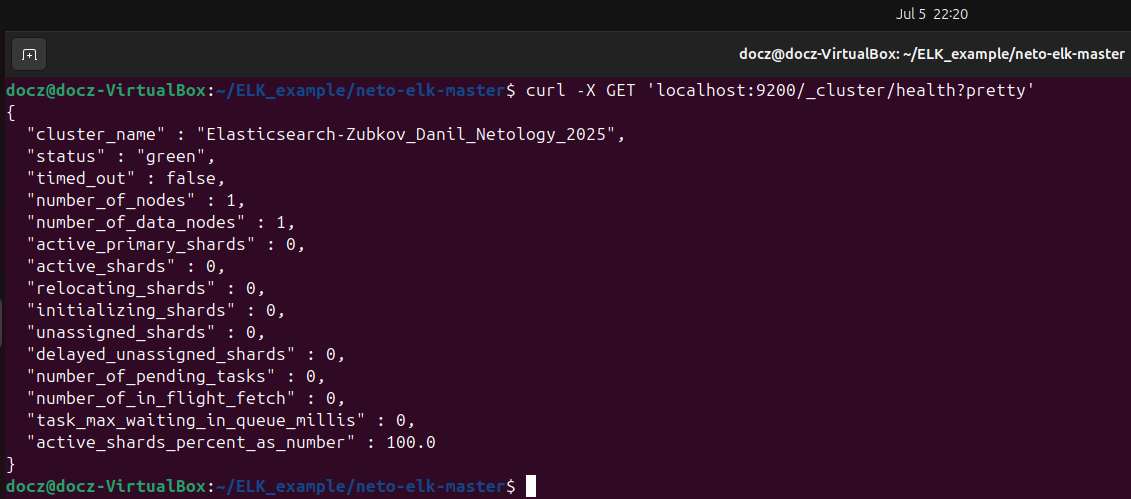 Jul 5 22:20
docz@docz-VirtualBox: ~/ELK_example/neto-elk-master
docz@docz-VirtualBox:~/ELK_example/neto-elk-master$ curl -X GET 'localhost:9200/_cluster/health?pretty'
{
  "cluster_name" : "Elasticsearch-Zubkov_Danil_Netology_2025",
  "status" : "green",
  "timed_out" : false,
  "number_of_nodes" : 1,
  "number_of_data_nodes" : 1,
  "active_primary_shards" : 0,
  "active_shards" : 0,
  "relocating_shards" : 0,
  "initializing_shards" : 0,
  "unassigned_shards" : 0,
  "delayed_unassigned_shards" : 0,
  "number_of_pending_tasks" : 0,
  "number_of_in_flight_fetch" : 0,
  "task_max_waiting_in_queue_millis" : 0,
  "active_shards_percent_as_number" : 100.0
}
docz@docz-VirtualBox:~/ELK_example/neto-elk-master$